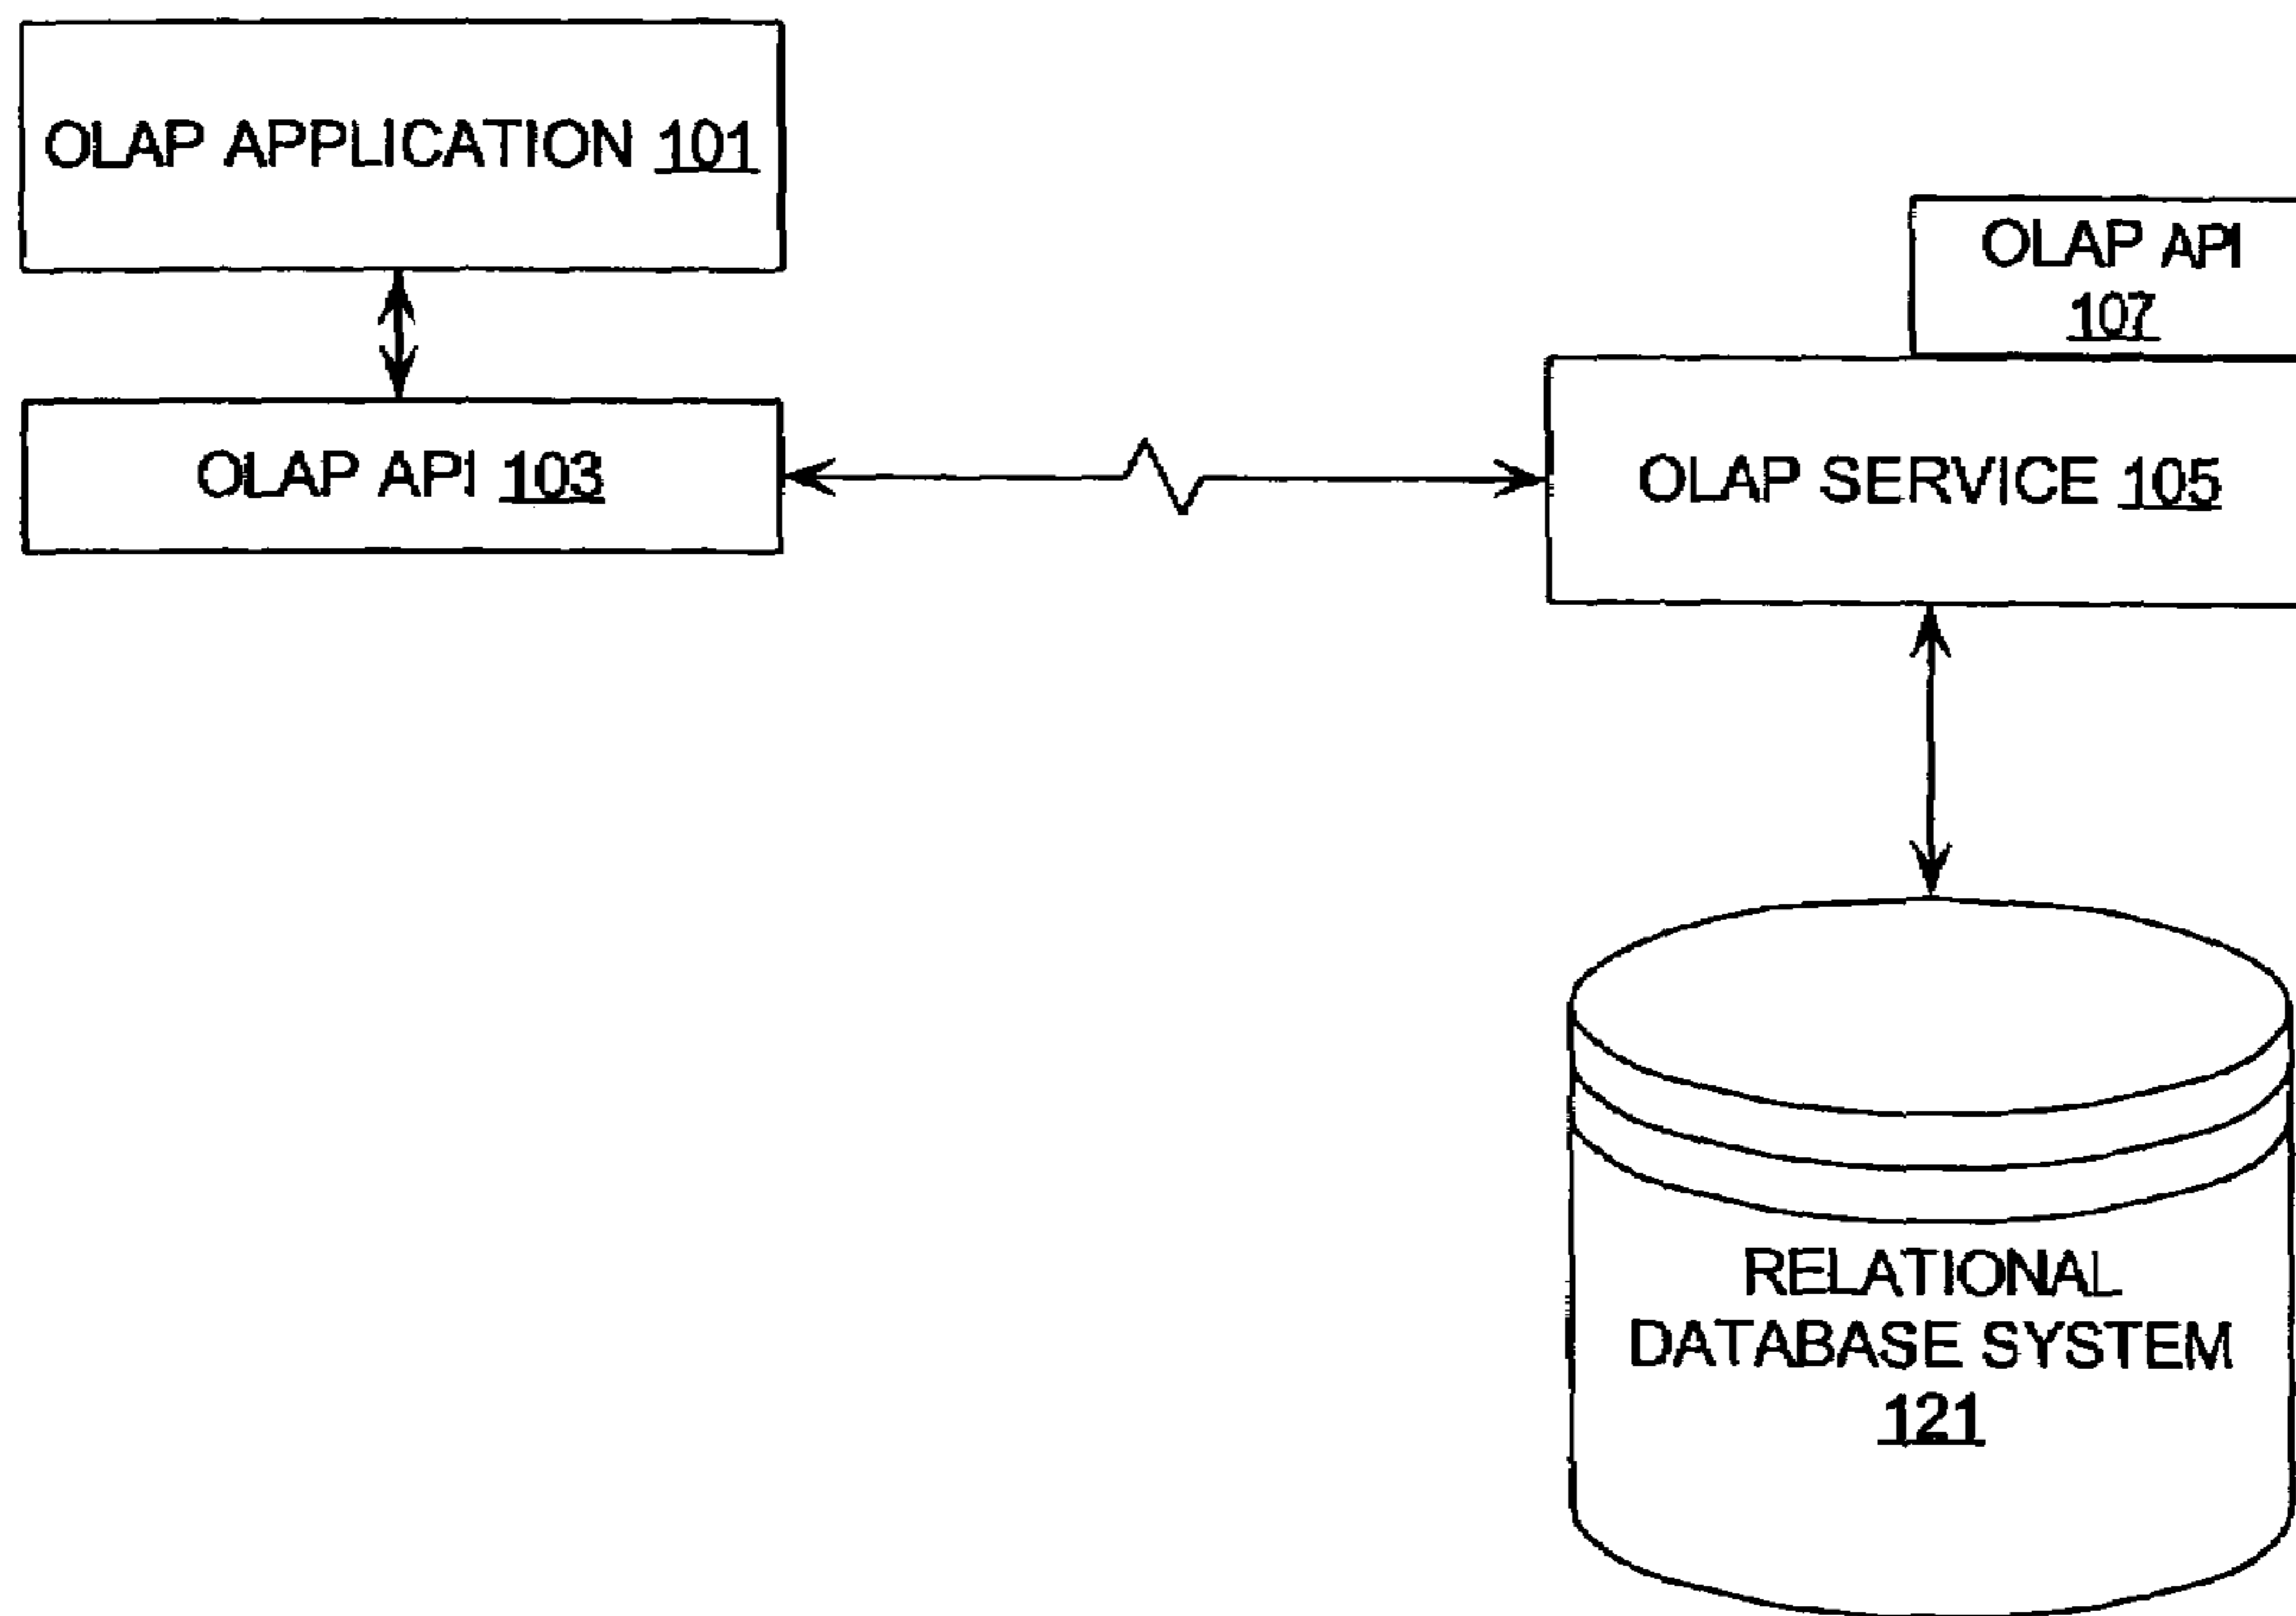 OLAP APPLICATION 101
OLAP API
107
OLAP API 103
OLAP SERVICE 105
RELATIONAL
DATABASE SYSTEM
121